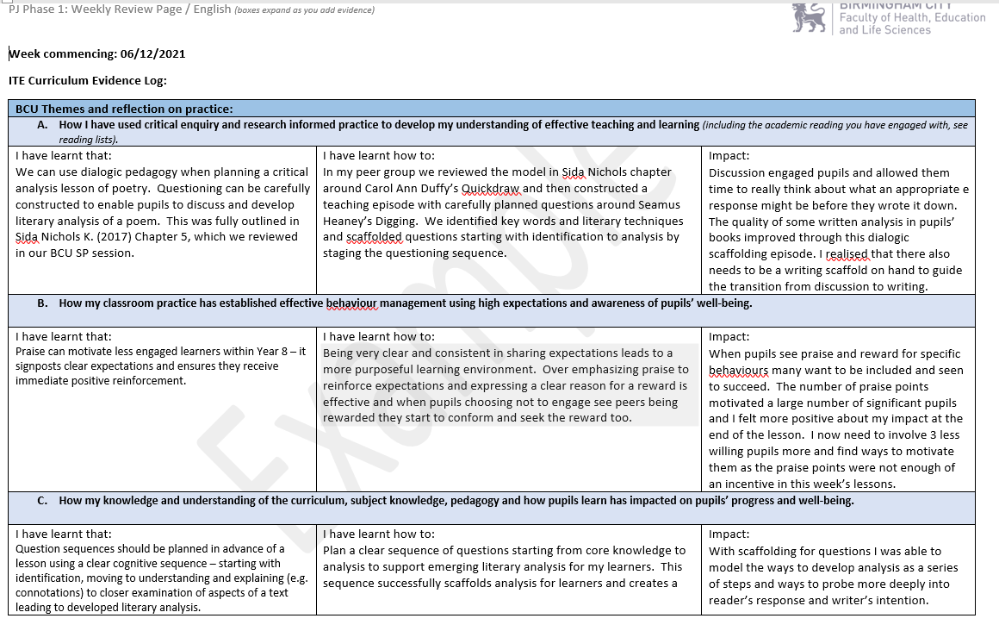 PJ Phase 1: Weekly Review Page / English (boxes expand as you add evidence)
BIRMINGHAM CITY
Faculty of Health, Education
and Life Sciences
Week commencing: 06/12/2021
ITE Curriculum Evidence Log:
BCU Themes and reflection on practice:
A. How I have used critical enquiry and research informed practice to develop my understanding of effective teaching and learning (including the academic reading you have engaged with, see
reading lists).
I have learnt that:
We can use dialogic pedagogy when planning a critical
analysis lesson of poetry. Questioning can be carefully
constructed to enable pupils to discuss and develop
literary analysis of a poem. This was fully outlined in
Sida Nichols K. (2017) Chapter 5, which we reviewed
in our BCU SP session.
I have learnt how to:
In my peer group we reviewed the model in Sida Nichols chapter
around Carol Ann Duffy's Quickdraw and then constructed a
teaching episode with carefully planned questions around Seamus
Heaney's Digging. We identified key words and literary techniques
and scaffolded questions starting with identification to analysis by
staging the questioning sequence.
Impact:
Discussion engaged pupils and allowed them
time to really think about what an appropriate e
response might be before they wrote it down.
The quality of some written analysis in pupils'
books improved through this dialogic
scaffolding episode. I realised that there also
needs to be a writing scaffold on hand to guide
the transition from discussion to writing.
B. How my classroom practice has established effective behaviour management using high expectations and awareness of pupils' well-being.
I have learnt that:
Praise can motivate less engaged learners within Year 8 – it
signposts clear expectations and ensures they receive
immediate positive reinforcement.
I have learnt how to:
Being very clear and consistent in sharing expectations leads to a
more purposeful learning environment. Over emphasizing praise to
reinforce expectations and expressing a clear reason for a reward is
effective and when pupils choosing not to engage see peers being
rewarded they start to conform and seek the reward too.
Impact:
When pupils see praise and reward for specific
behaviours many want to be included and seen
to succeed. The number of praise points
motivated a large number of significant pupils
and I felt more positive about my impact at the
end of the lesson. I now need to involve 3 less
willing pupils more and find ways to motivate
them as the praise points were not enough of
an incentive in this week's lessons.
C. How my knowledge and understanding of the curriculum, subject knowledge, pedagogy and how pupils learn has impacted on pupils' progress and well-being.
I have learnt that:
Question sequences should be planned in advance of a
lesson using a clear cognitive sequence – starting with
identification, moving to understanding and explaining (e.g.
connotations) to closer examination of aspects of a text
leading to developed literary analysis.
I have learnt how to:
Plan a clear sequence of questions starting from core knowledge to
analysis to support emerging literary analysis for my learners. This
sequence successfully scaffolds analysis for learners and creates a
Impact:
With scaffolding for questions I was able to
model the ways to develop analysis as a series
of steps and ways to probe more deeply into
reader's response and writer's intention.
Example